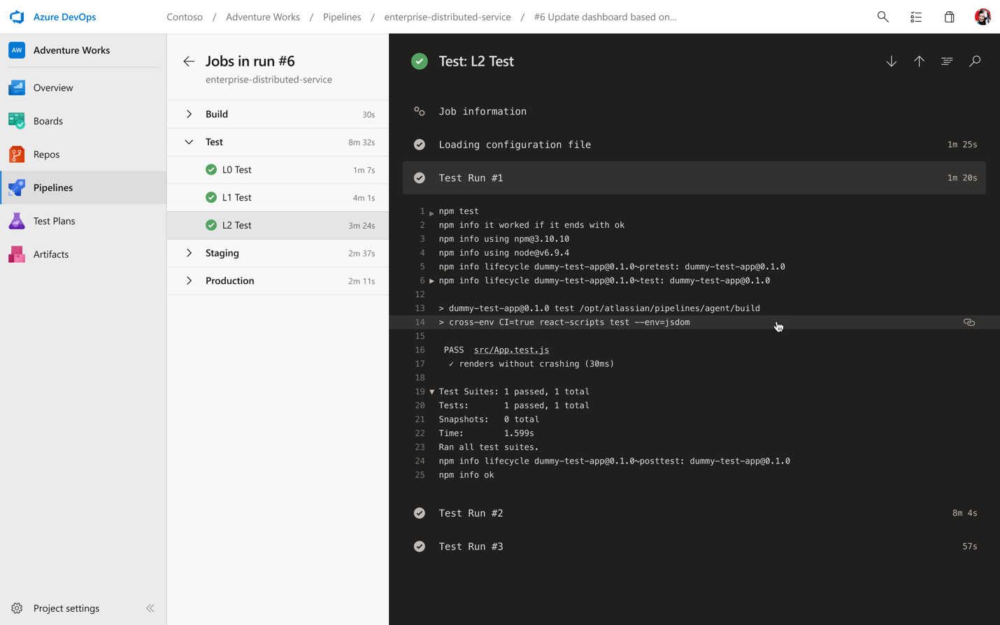 Azure DevOps
Contoso / Adventure Works / Pipelines / enterprise-distributed-service / #6 Update dashboard based on...
AW Adventure Works
Overview
Boards
Repos
Pipelines
Test Plans
Artifacts
Project settings
Jobs in run #6
enterprise-distributed-service
Build 30s
Test 8m 32s
L0 Test 1m 7s
L1 Test 4m 1s
L2 Test 3m 24s
Staging 2m 37s
Production 2m 11s
Test: L2 Test
Job information
Loading configuration file 1m 25s
Test Run #1 1m 20s
1 npm test
2 npm info it worked if it ends with ok
3 npm info using npm@3.10.10
4 npm info using node@v6.9.4
5 npm info lifecycle dummy-test-app@0.1.0~pretest: dummy-test-app@0.1.0
6 npm info lifecycle dummy-test-app@0.1.0~test: dummy-test-app@0.1.0
12
13 > dummy-test-app@0.1.0 test /opt/atlassian/pipelines/agent/build
14 > cross-env CI=true react-scripts test --env=jsdom
15
16 PASS src/App.test.js
17 ✓ renders without crashing (30ms)
18
19 Test Suites: 1 passed, 1 total
20 Tests: 1 passed, 1 total
21 Snapshots: 0 total
22 Time: 1.599s
23 Ran all test suites.
24 npm info lifecycle dummy-test-app@0.1.0~posttest: dummy-test-app@0.1.0
25 npm info ok
Test Run #2 8m 4s
Test Run #3 57s